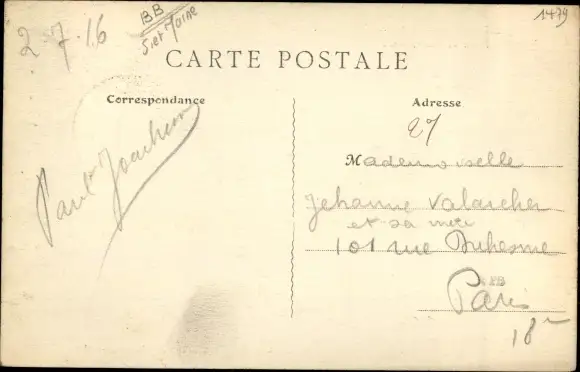 2-7-16
BB
S. et Marne
1479
CARTE POSTALE
Correspondance
Adresse
27
Paul Joachim
Mademoiselle
Jehanne Valancher
et sa mère
101 rue Duhesme
Paris
18e